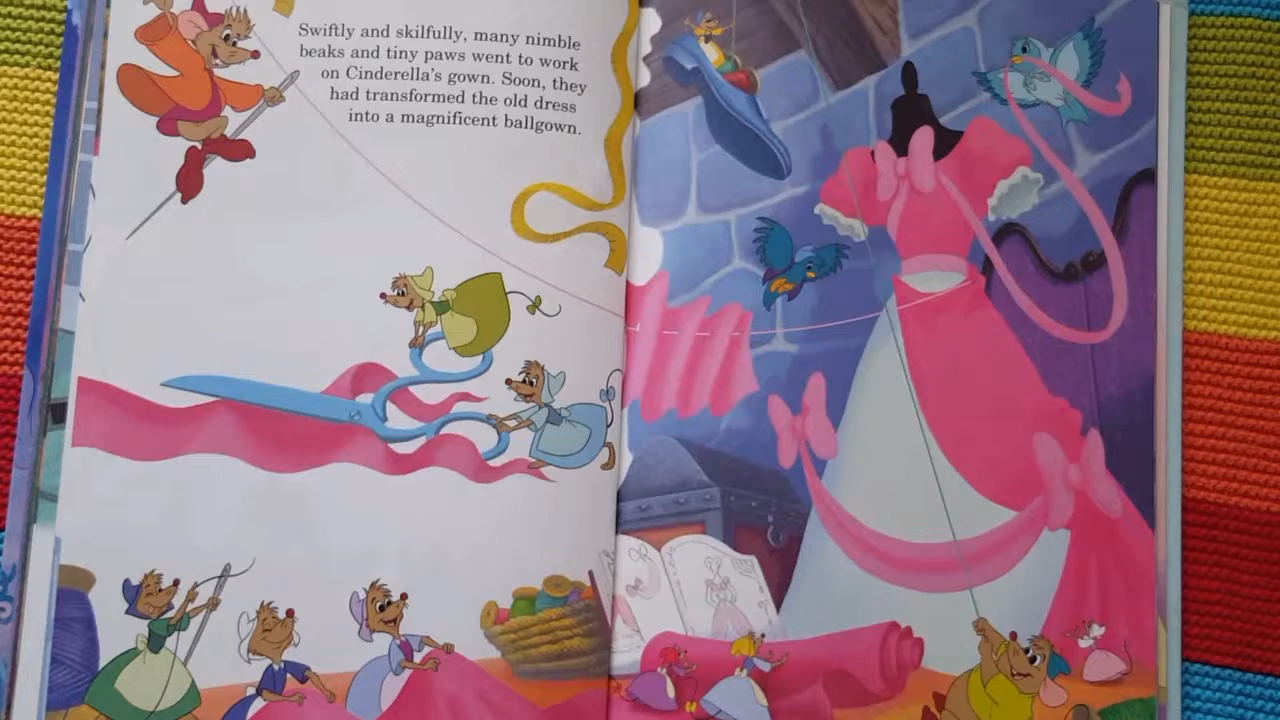 Swiftly and skilfully, many nimble
beaks and tiny paws went to work
on Cinderella's gown. Soon, they
had transformed the old dress
into a magnificent ballgown.